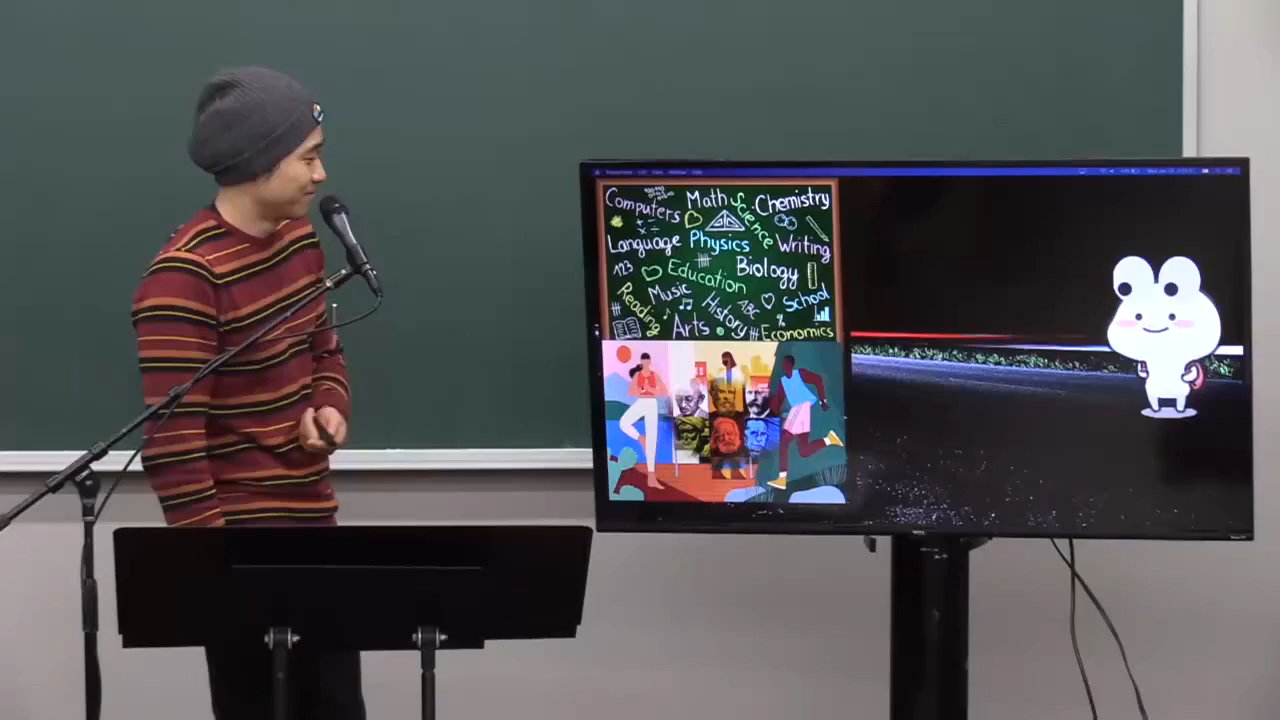 Computers Math Science Chemistry
Language Physics Writing
123 Education Biology
Reading Music History ABC School
Arts Economics